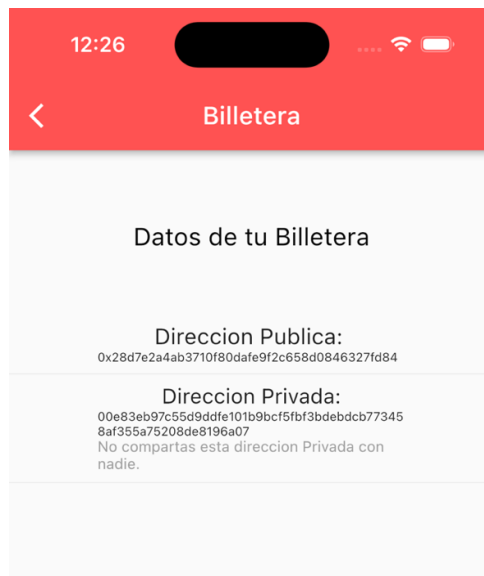 12:26
Billetera
Datos de tu Billetera
Direccion Publica:
0x28d7e2a4ab3710f80dafe9f2c658d0846327fd84
Direccion Privada:
00e83eb97c55d9ddfe101b9bcf5fbf3bdebdcb77345
8af355a75208de8196a07
No compartas esta direccion Privada con
nadie.